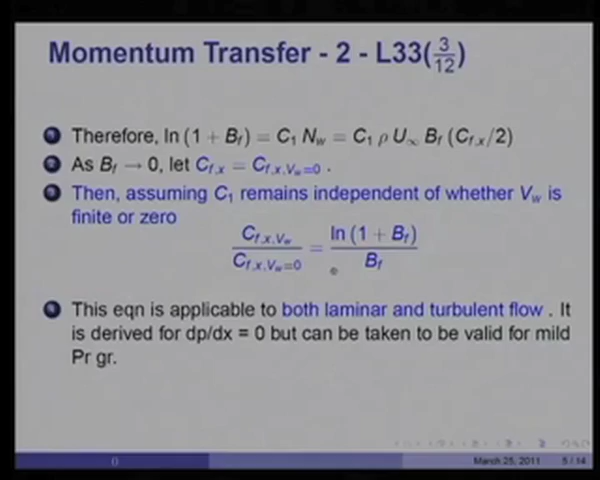 Momentum Transfer - 2 - L33(3/12)
1 Therefore, ln (1 + B_f) = C_1 N_w = C_1 ρ U_∞ B_f (C_f,x/2)
2 As B_f → 0, let C_f,x = C_f,x,V_w=0 .
3 Then, assuming C_1 remains independent of whether V_w is
finite or zero
C_f,x,V_w / C_f,x,V_w=0 = ln (1 + B_f) / B_f
This eqn is applicable to both laminar and turbulent flow . It
is derived for dp/dx = 0 but can be taken to be valid for mild
Pr gr.
() March 25, 2011 5 / 14